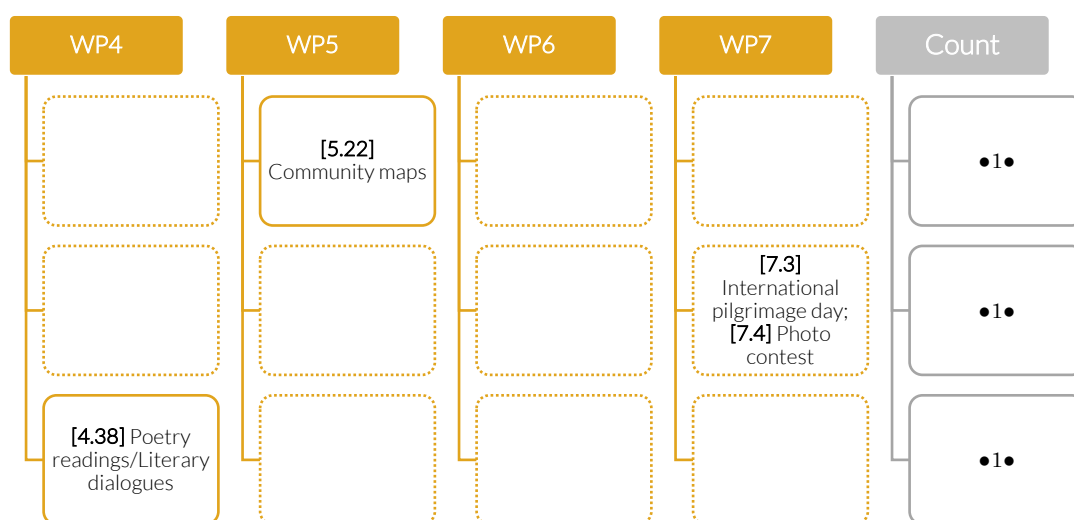 WP4
WP5
WP6
WP7
Count
[5.22]
Community maps
•1•
[7.3]
International
pilgrimage day;
[7.4] Photo
contest
•1•
[4.38] Poetry
readings/Literary
dialogues
•1•